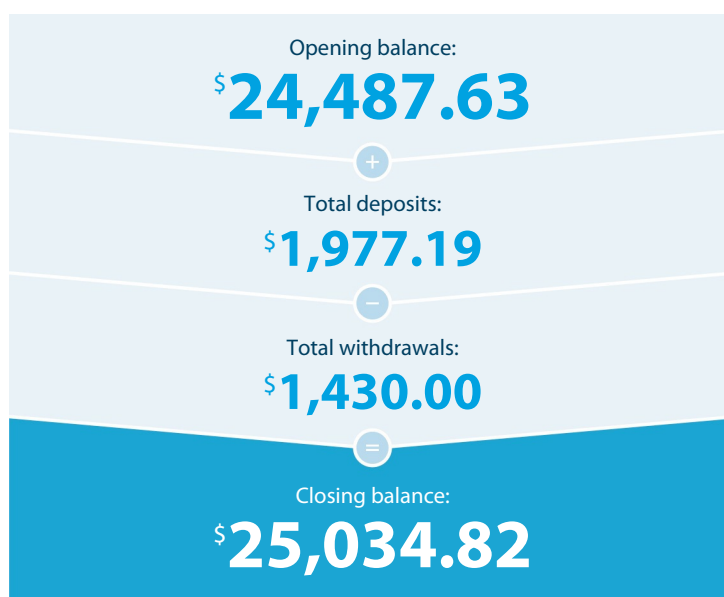 Opening balance:
$24,487.63
+
Total deposits:
$1,977.19
−
Total withdrawals:
$1,430.00
=
Closing balance:
$25,034.82